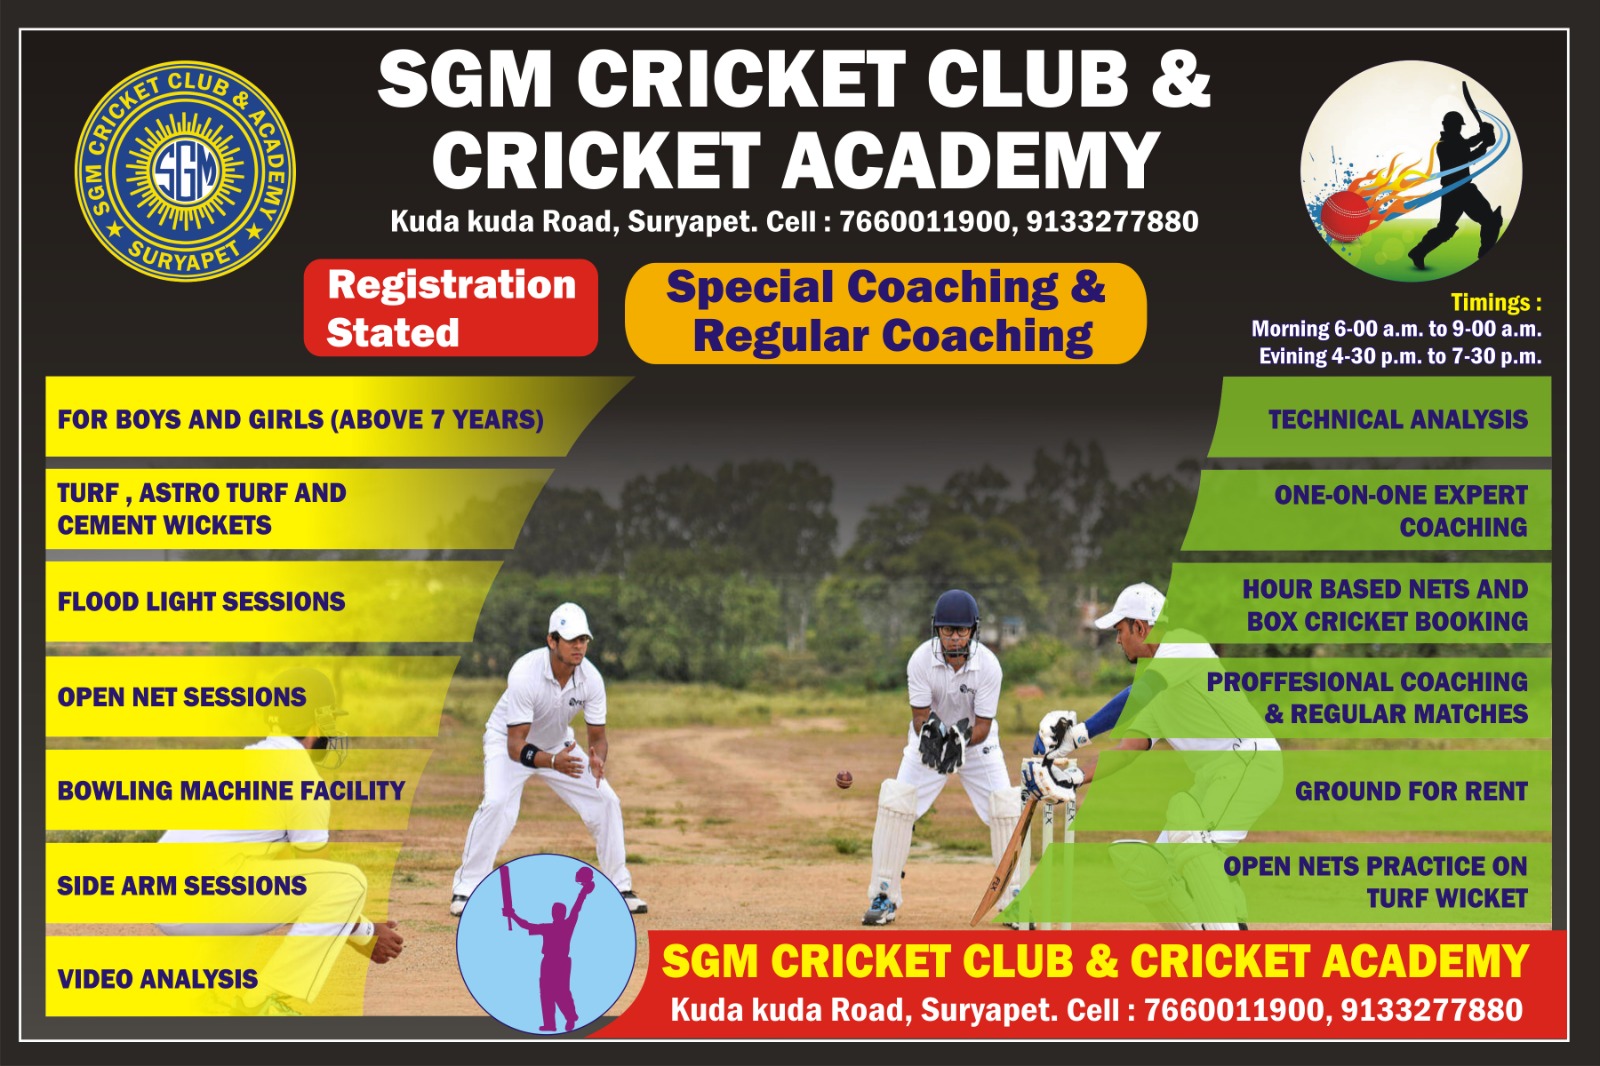 SGM CRICKET CLUB &
CRICKET ACADEMY
Kuda kuda Road, Suryapet. Cell : 7660011900, 9133277880
SGM CRICKET CLUB & ACADEMY
SGM
SURYAPET
Registration
Stated
Special Coaching &
Regular Coaching
Timings :
Morning 6-00 a.m. to 9-00 a.m.
Evining 4-30 p.m. to 7-30 p.m.
FOR BOYS AND GIRLS (ABOVE 7 YEARS)
TURF , ASTRO TURF AND
CEMENT WICKETS
FLOOD LIGHT SESSIONS
OPEN NET SESSIONS
BOWLING MACHINE FACILITY
SIDE ARM SESSIONS
VIDEO ANALYSIS
TECHNICAL ANALYSIS
ONE-ON-ONE EXPERT
COACHING
HOUR BASED NETS AND
BOX CRICKET BOOKING
PROFFESIONAL COACHING
& REGULAR MATCHES
GROUND FOR RENT
OPEN NETS PRACTICE ON
TURF WICKET
FLX
SGM CRICKET CLUB & CRICKET ACADEMY
Kuda kuda Road, Suryapet. Cell : 7660011900, 9133277880